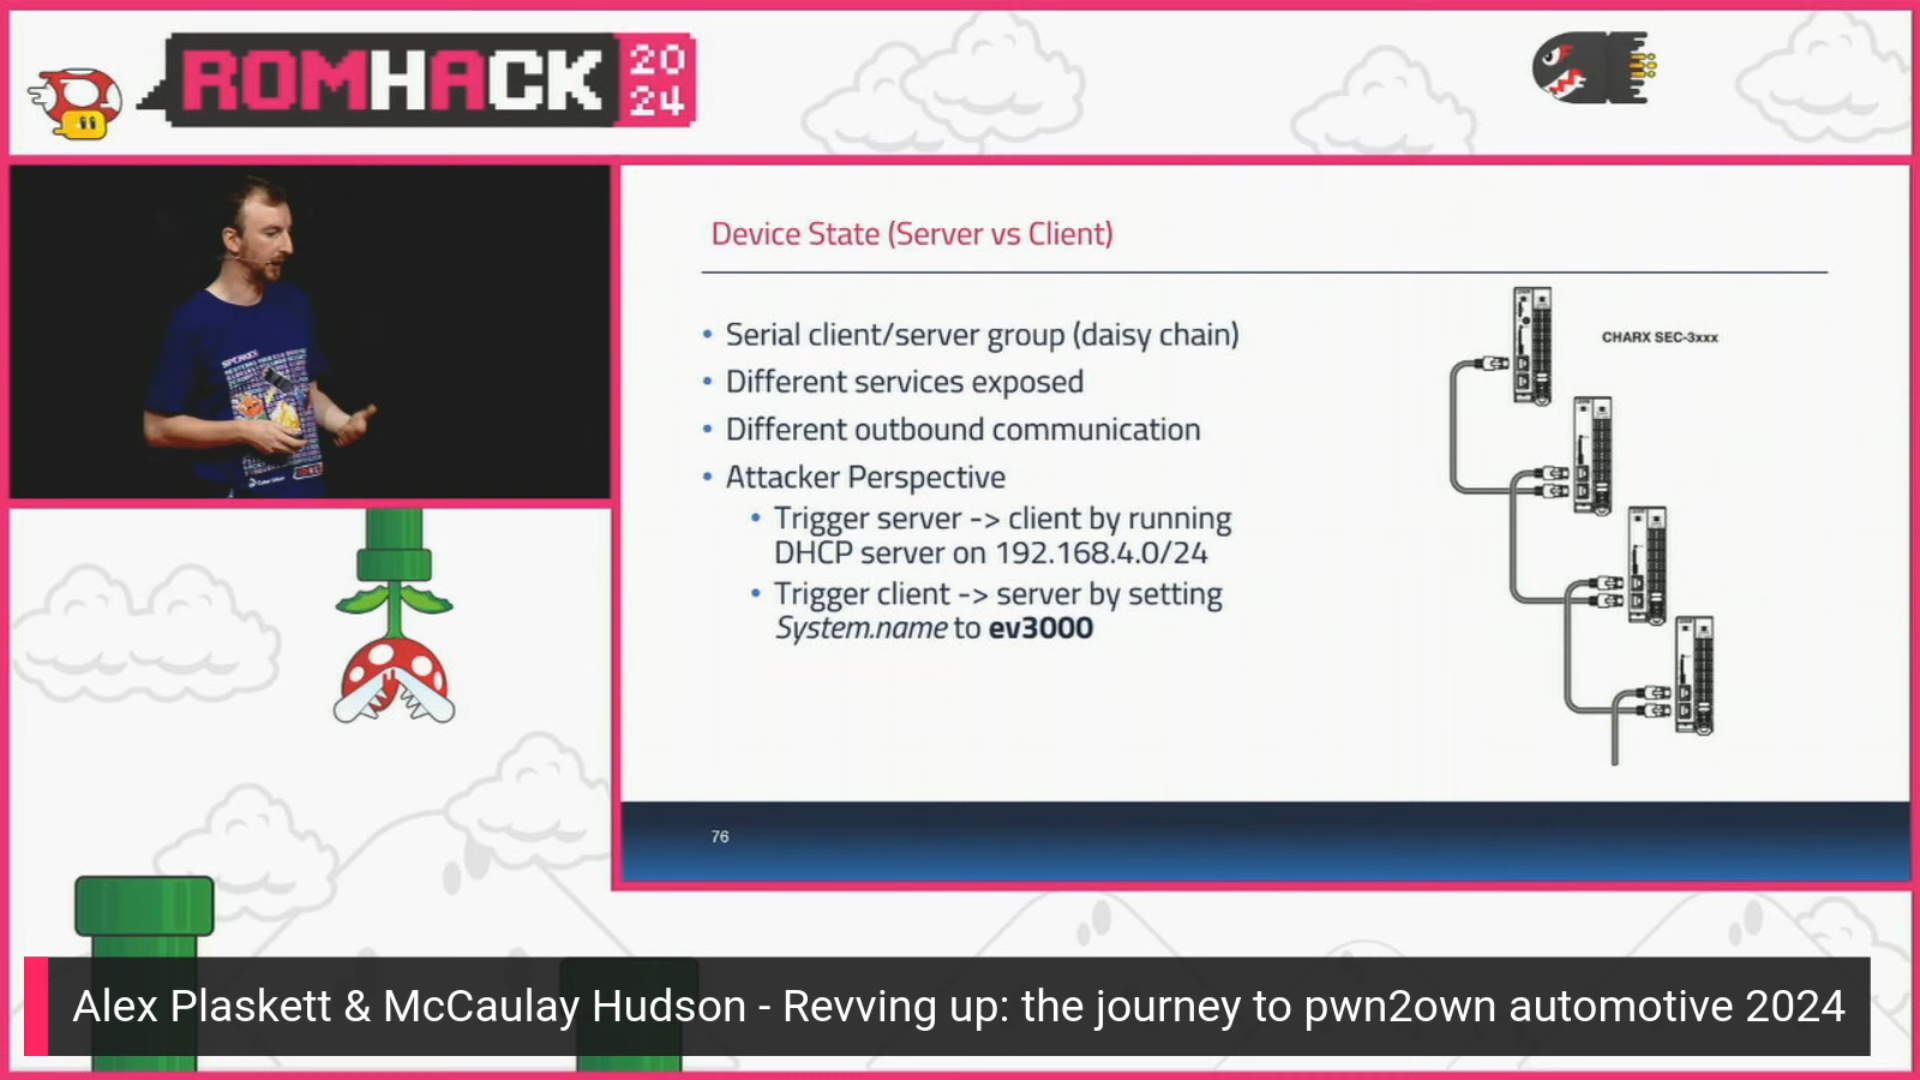 ROMHACK 2024
Device State (Server vs Client)
• Serial client/server group (daisy chain)
• Different services exposed
• Different outbound communication
• Attacker Perspective
• Trigger server -> client by running
DHCP server on 192.168.4.0/24
• Trigger client -> server by setting
System.name to ev3000
CHARX SEC-3xxx
76
Alex Plaskett & McCaulay Hudson - Revving up: the journey to pwn2own automotive 2024